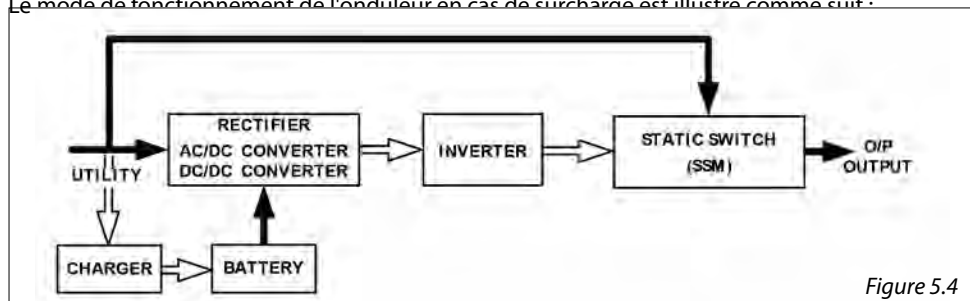 Le mode de fonctionnement de l'onduleur en cas de surcharge est illustré comme suit :
RECTIFIER
AC/DC CONVERTER
DC/DC CONVERTER
INVERTER
STATIC SWITCH
(SSM)
O/P
OUTPUT
UTILITY
CHARGER
BATTERY
Figure 5.4